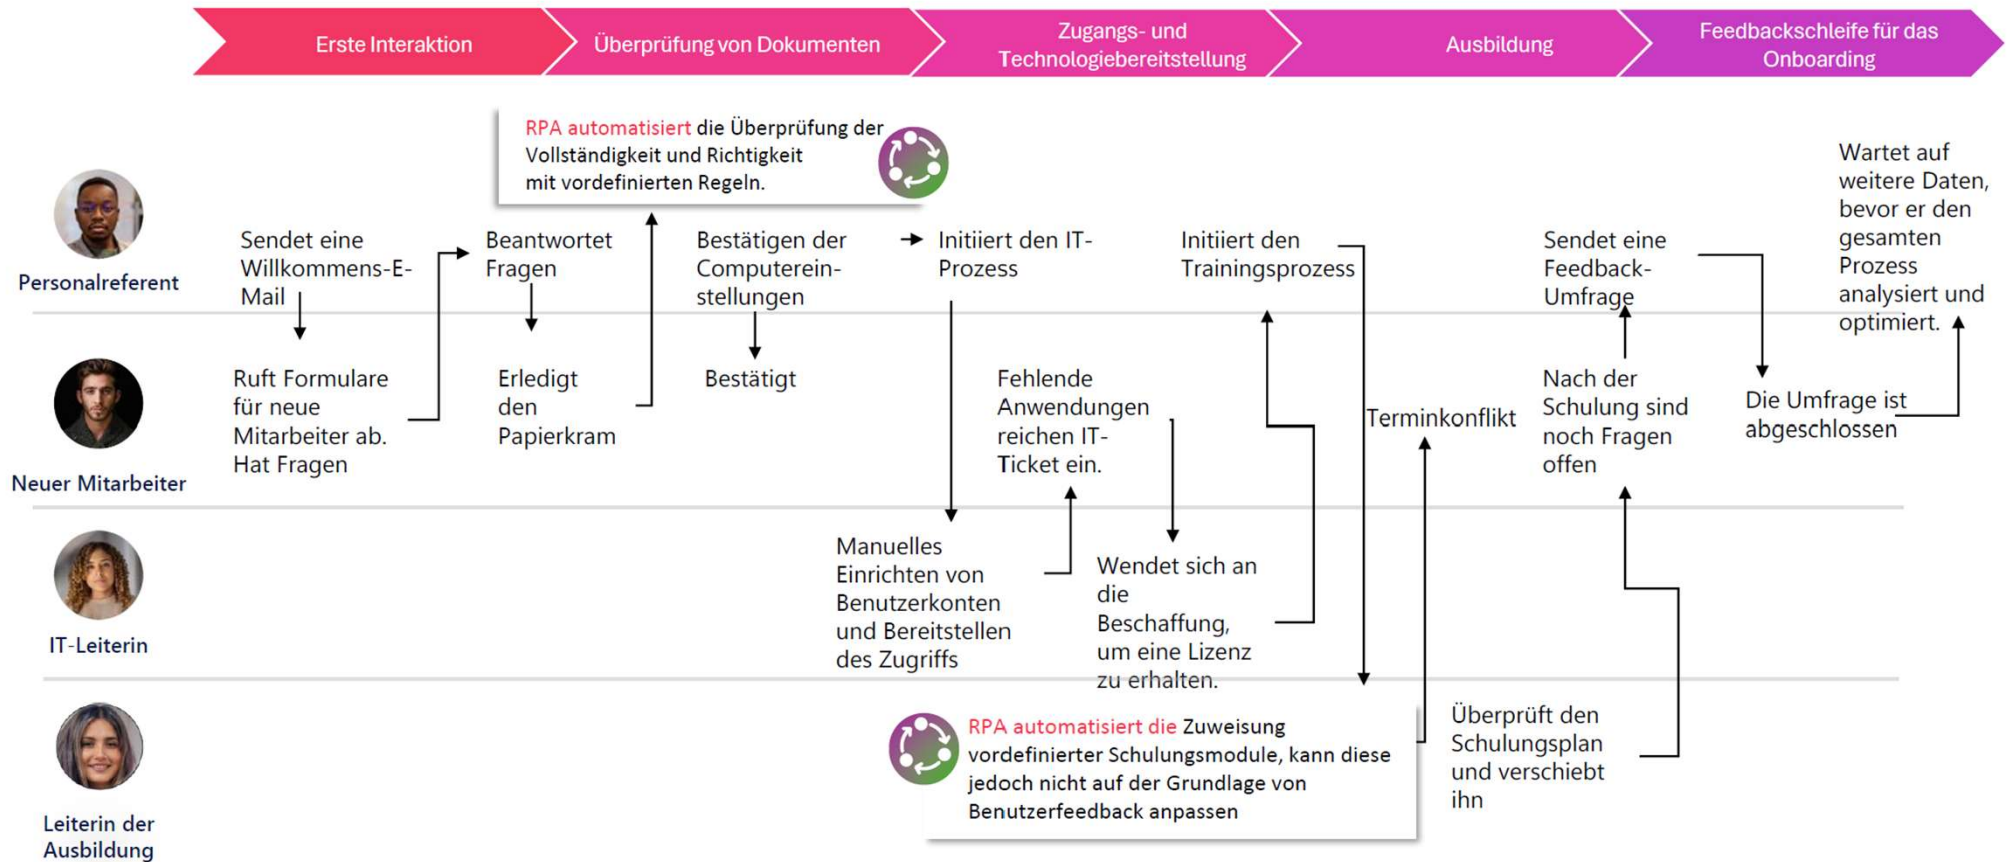 Erste Interaktion
Überprüfung von Dokumenten
Zugangs- und
Technologiebereitstellung
Ausbildung
Feedbackschleife für das
Onboarding
RPA automatisiert die Überprüfung der
Vollständigkeit und Richtigkeit
mit vordefinierten Regeln.
Personalreferent
Sendet eine
Willkommens-E-
Mail
Beantwortet
Fragen
Bestätigen der
Computerein-
stellungen
Initiiert den IT-
Prozess
Initiiert den
Trainingsprozess
Sendet eine
Feedback-
Umfrage
Wartet auf
weitere Daten,
bevor er den
gesamten
Prozess
analysiert und
optimiert.
Neuer Mitarbeiter
Ruft Formulare
für neue
Mitarbeiter ab.
Hat Fragen
Erledigt
den
Papierkram
Bestätigt
Fehlende
Anwendungen
reichen IT-
Ticket ein.
Terminkonflikt
Nach der
Schulung sind
noch Fragen
offen
Die Umfrage ist
abgeschlossen
IT-Leiterin
Manuelles
Einrichten von
Benutzerkonten
und Bereitstellen
des Zugriffs
Wendet sich an
die
Beschaffung,
um eine Lizenz
zu erhalten.
Leiterin der
Ausbildung
RPA automatisiert die Zuweisung
vordefinierter Schulungsmodule, kann diese
jedoch nicht auf der Grundlage von
Benutzerfeedback anpassen
Überprüft den
Schulungsplan
und verschiebt
ihn